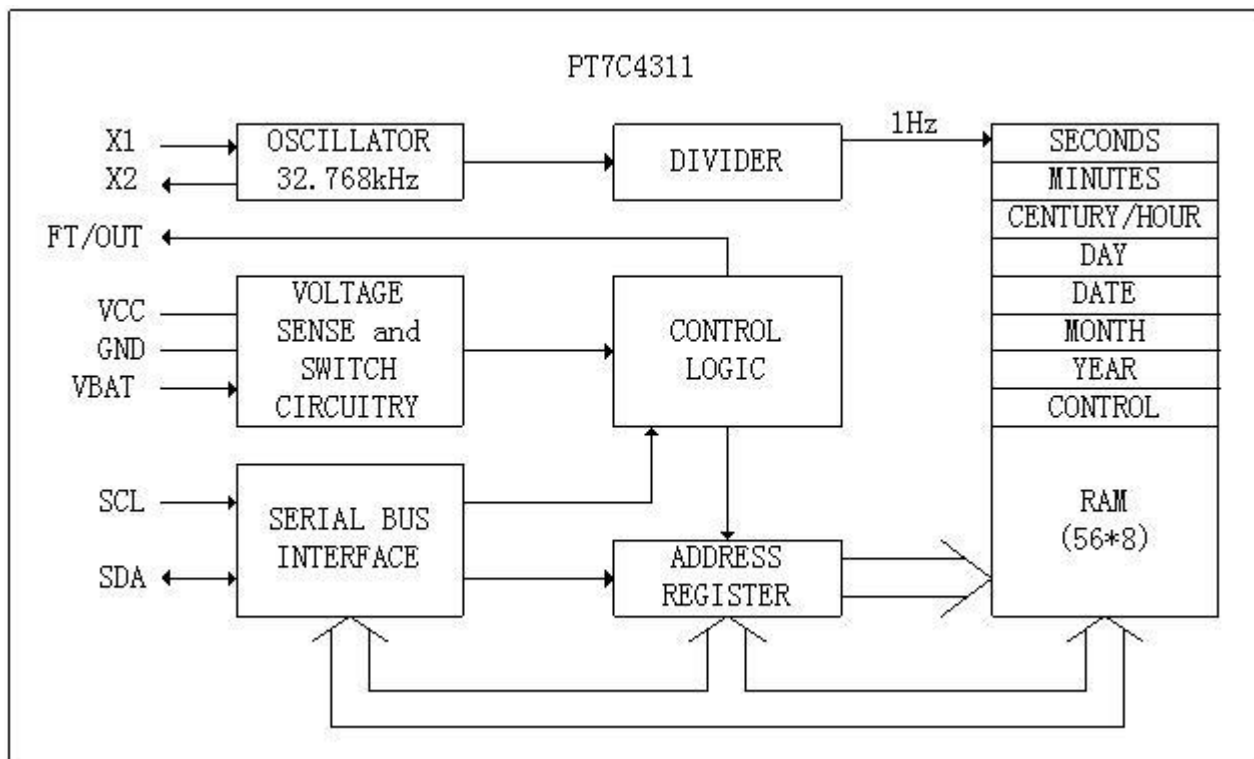 PT7C4311
X1
X2
OSCILLATOR
32.768kHz
DIVIDER
1Hz
SECONDS
MINUTES
CENTURY/HOUR
DAY
DATE
MONTH
YEAR
CONTROL
FT/OUT
VCC
GND
VBAT
VOLTAGE
SENSE and
SWITCH
CIRCUITRY
CONTROL
LOGIC
SCL
SDA
SERIAL BUS
INTERFACE
ADDRESS
REGISTER
RAM
(56*8)